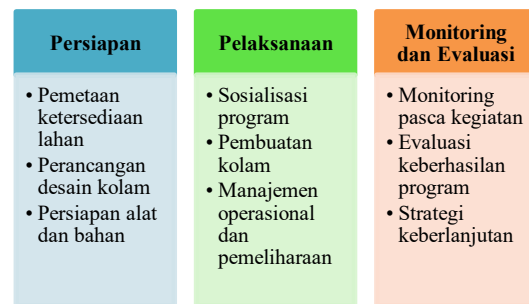 Persiapan
• Pemetaan
ketersediaan
lahan
• Perancangan
desain kolam
• Persiapan alat
dan bahan
Pelaksanaan
• Sosialisasi
program
• Pembuatan
kolam
• Manajemen
operasional
dan
pemeliharaan
Monitoring
dan Evaluasi
• Monitoring
pasca kegiatan
• Evaluasi
keberhasilan
program
• Strategi
keberlanjutan